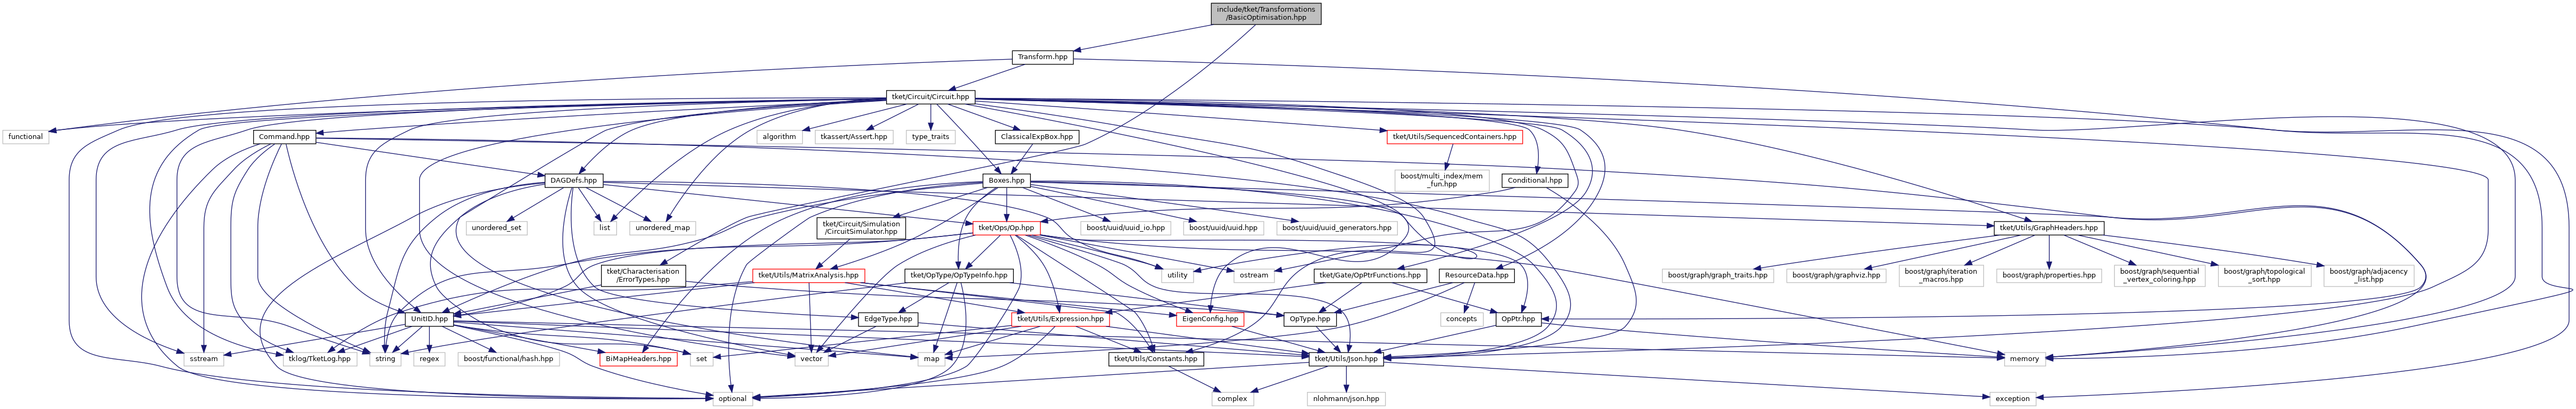 include/tket/Transformations
/BasicOptimisation.hpp
Transform.hpp
tket/Circuit/Circuit.hpp
functional
Command.hpp
algorithm
tkassert/Assert.hpp
type_traits
ClassicalExpBox.hpp
tket/Utils/SequencedContainers.hpp
DAGDefs.hpp
Boxes.hpp
boost/multi_index/mem
_fun.hpp
Conditional.hpp
unordered_set
list
unordered_map
tket/Circuit/Simulation
/CircuitSimulator.hpp
tket/Ops/Op.hpp
boost/uuid/uuid_io.hpp
boost/uuid/uuid.hpp
boost/uuid/uuid_generators.hpp
tket/Utils/GraphHeaders.hpp
tket/Characterisation
/ErrorTypes.hpp
tket/Utils/MatrixAnalysis.hpp
tket/OpType/OpTypeInfo.hpp
utility
ostream
tket/Gate/OpPtrFunctions.hpp
ResourceData.hpp
boost/graph/graph_traits.hpp
boost/graph/graphviz.hpp
boost/graph/iteration
_macros.hpp
boost/graph/properties.hpp
boost/graph/sequential
_vertex_coloring.hpp
boost/graph/topological
_sort.hpp
boost/graph/adjacency
_list.hpp
UnitID.hpp
EdgeType.hpp
tket/Utils/Expression.hpp
EigenConfig.hpp
OpType.hpp
concepts
OpPtr.hpp
sstream
tklog/TketLog.hpp
string
regex
boost/functional/hash.hpp
BiMapHeaders.hpp
set
vector
map
tket/Utils/Constants.hpp
tket/Utils/Json.hpp
memory
optional
complex
nlohmann/json.hpp
exception